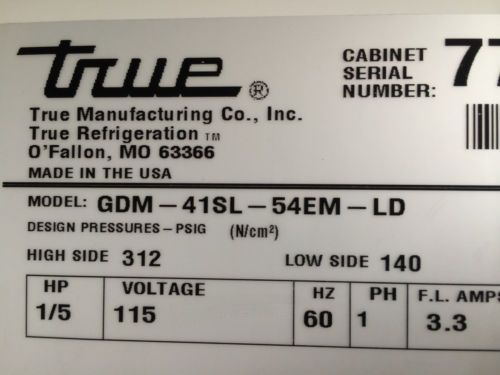 true ®
CABINET
SERIAL
NUMBER: 77
True Manufacturing Co., Inc.
True Refrigeration TM
O'Fallon, MO 63366
MADE IN THE USA
MODEL: GDM-41SL-54EM-LD
DESIGN PRESSURES-PSIG (N/cm²)
HIGH SIDE 312 LOW SIDE 140
HP VOLTAGE HZ PH F.L. AMPS
1/5 115 60 1 3.3